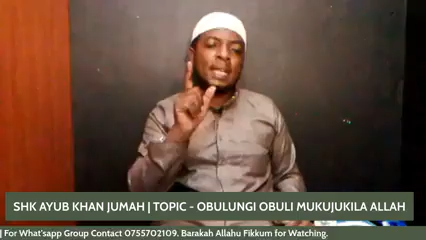 SHK AYUB KHAN JUMAH | TOPIC - OBULUNGI OBULI MUKUJUKILA ALLAH
| For What'sapp Group Contact 0755702109. Barakah Allahu Fikkum for Watching.